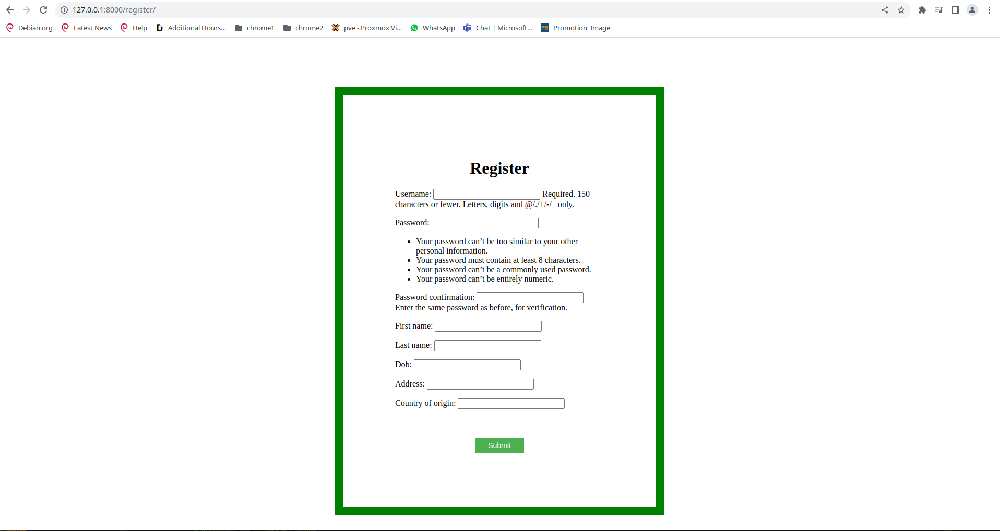 127.0.0.1:8000/register/
Debian.org Latest News Help Additional Hours... chrome1 chrome2 pve - Proxmox Vi... WhatsApp Chat | Microsoft... Promotion_Image
Register
Username: Required. 150
characters or fewer. Letters, digits and @/./+/-/_ only.
Password:
• Your password can’t be too similar to your other
personal information.
• Your password must contain at least 8 characters.
• Your password can’t be a commonly used password.
• Your password can’t be entirely numeric.
Password confirmation:
Enter the same password as before, for verification.
First name:
Last name:
Dob:
Address:
Country of origin:
Submit